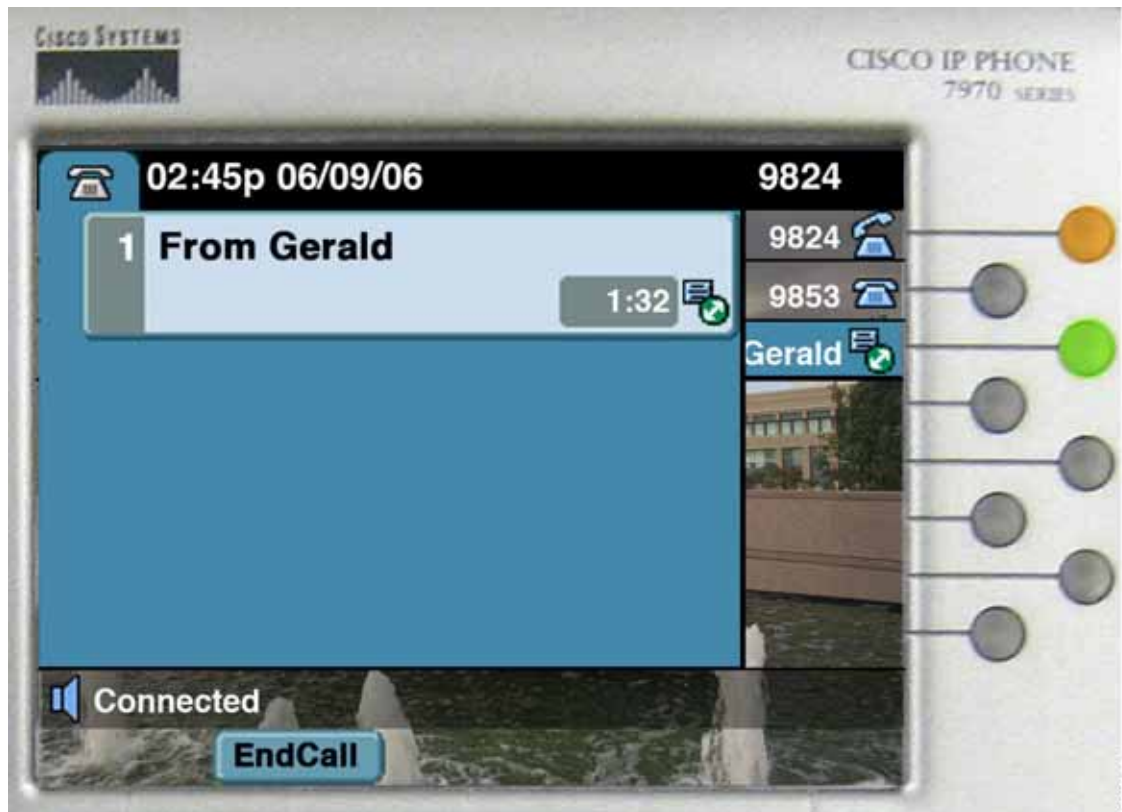 CISCO SYSTEMS
CISCO IP PHONE
7970 SERIES
02:45p 06/09/06
9824
1 From Gerald
1:32
9824
9853
Gerald
Connected
EndCall